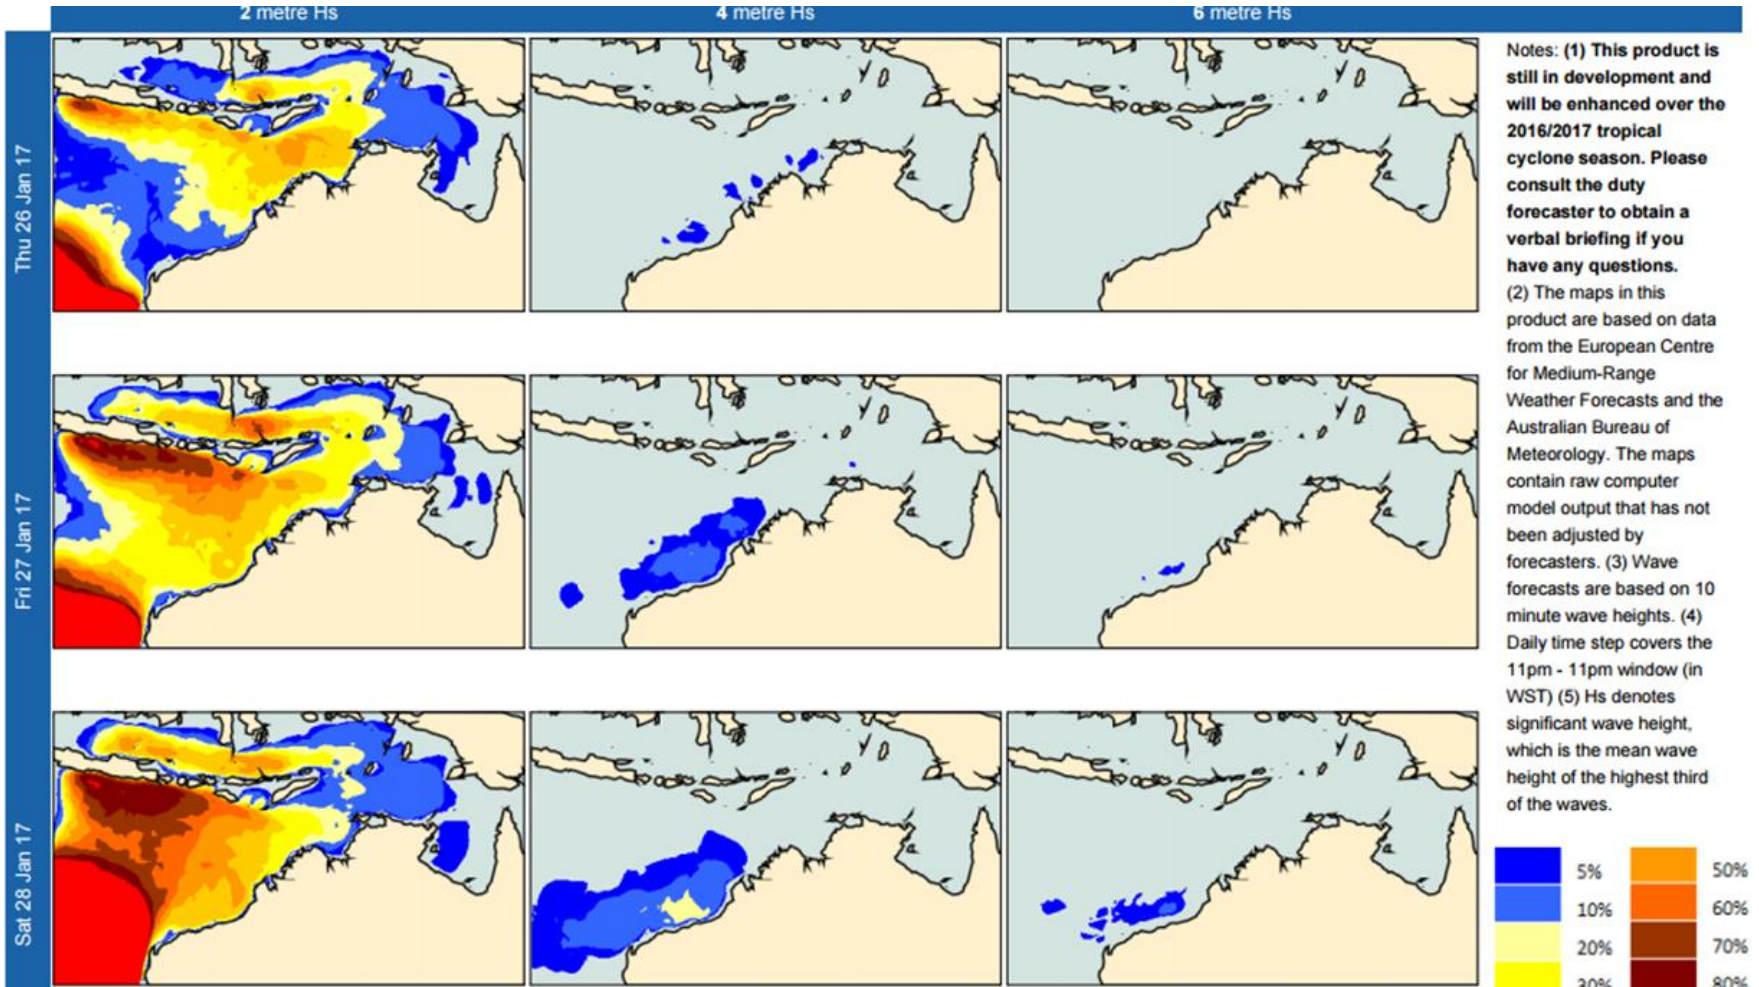 2 metre Hs
4 metre Hs
6 metre Hs
Thu 26 Jan 17
Fri 27 Jan 17
Sat 28 Jan 17
Notes: (1) This product is
still in development and
will be enhanced over the
2016/2017 tropical
cyclone season. Please
consult the duty
forecaster to obtain a
verbal briefing if you
have any questions.
(2) The maps in this
product are based on data
from the European Centre
for Medium-Range
Weather Forecasts and the
Australian Bureau of
Meteorology. The maps
contain raw computer
model output that has not
been adjusted by
forecasters. (3) Wave
forecasts are based on 10
minute wave heights. (4)
Daily time step covers the
11pm - 11pm window (in
WST) (5) Hs denotes
significant wave height,
which is the mean wave
height of the highest third
of the waves.
5%
50%
10%
60%
20%
70%
30%
80%